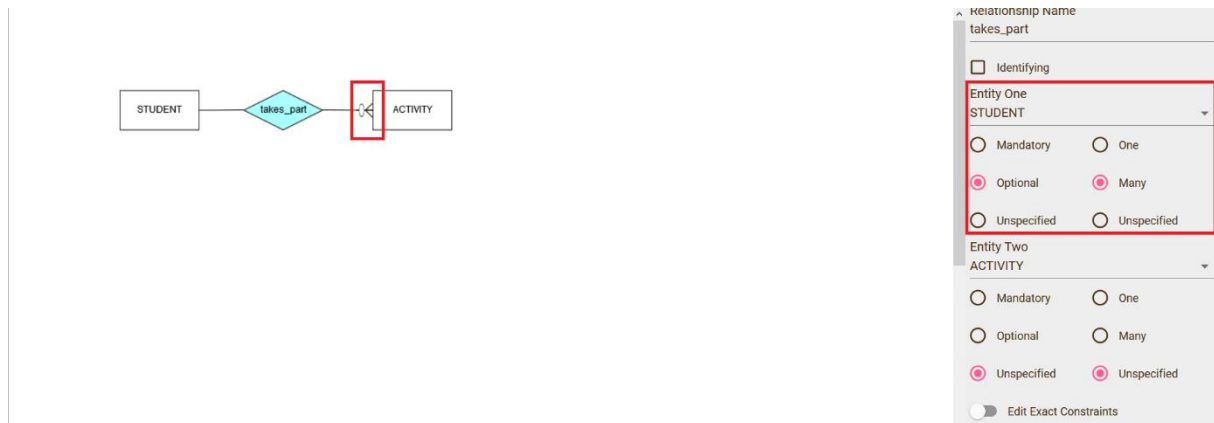 Relationship Name
takes_part
Identifying
Entity One
STUDENT
Mandatory One
Optional Many
Unspecified Unspecified
Entity Two
ACTIVITY
Mandatory One
Optional Many
Unspecified Unspecified
Edit Exact Constraints
STUDENT takes_part ACTIVITY